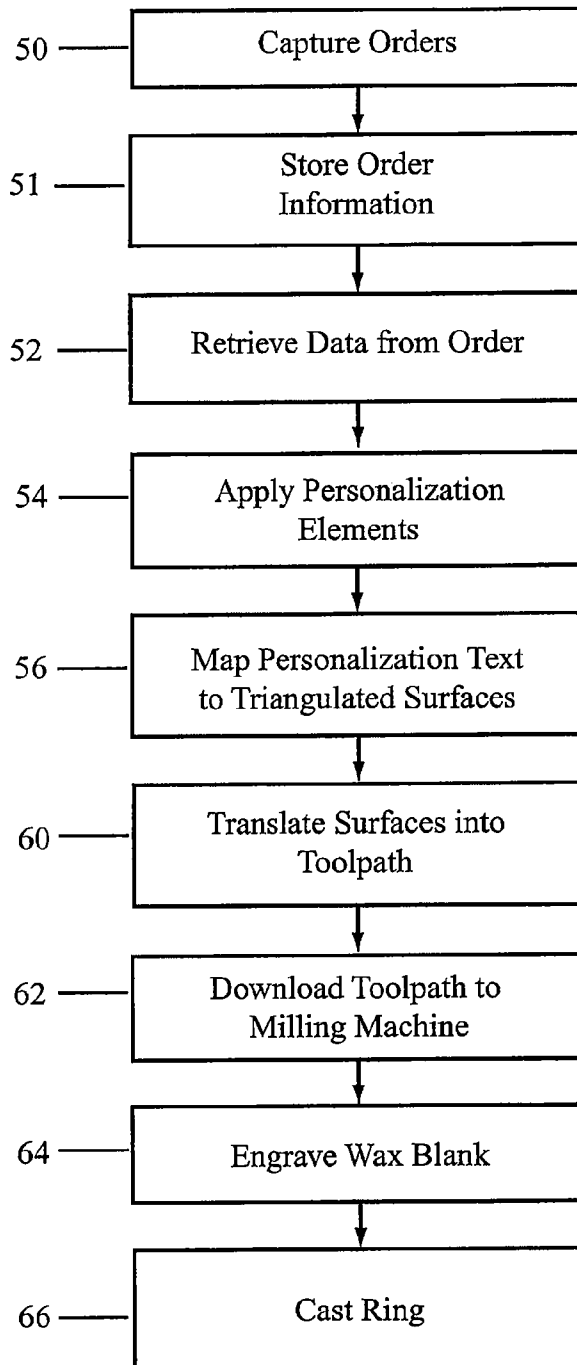 50
Capture Orders
51
Store Order
Information
52
Retrieve Data from Order
54
Apply Personalization
Elements
56
Map Personalization Text
to Triangulated Surfaces
60
Translate Surfaces into
Toolpath
62
Download Toolpath to
Milling Machine
64
Engrave Wax Blank
66
Cast Ring